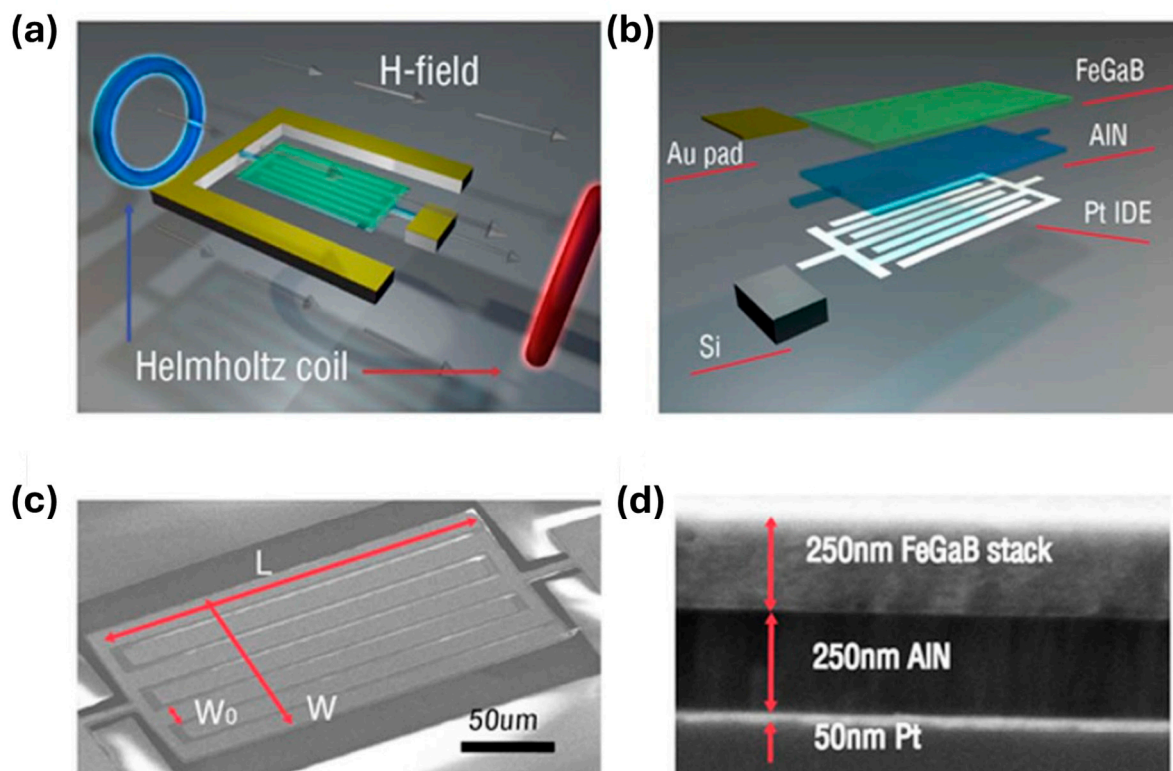 (a)
H-field
Helmholtz coil
(b)
FeGaB
AlN
Au pad
Pt IDE
Si
(c)
L
W
W₀
50um
(d)
250nm FeGaB stack
250nm AlN
50nm Pt